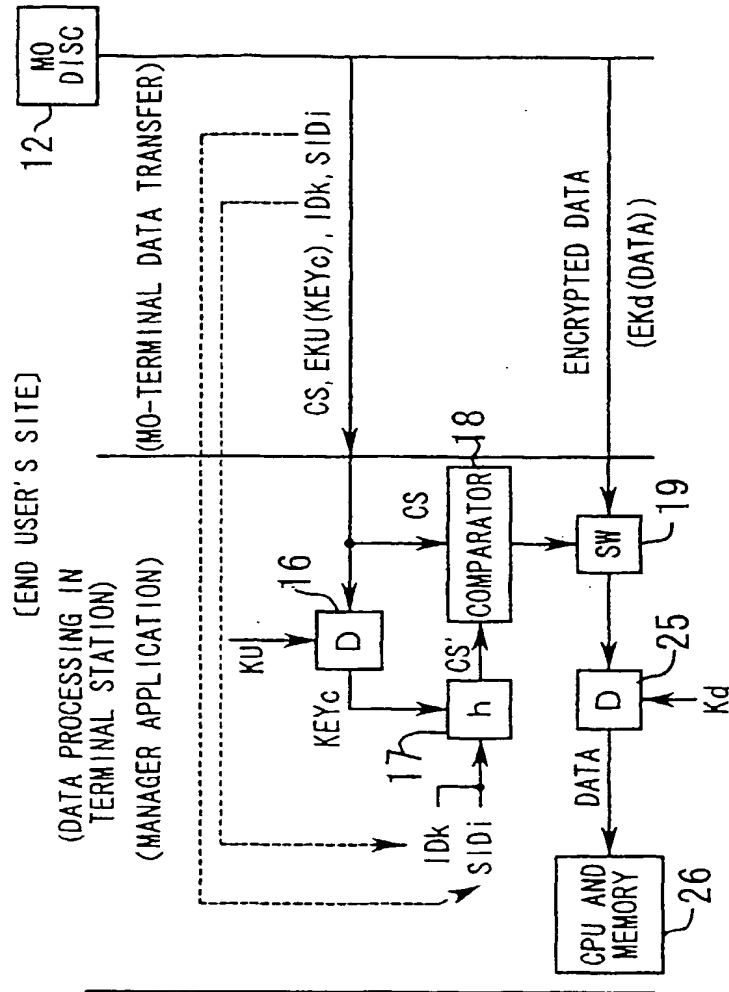 [END USER'S SITE]
(DATA PROCESSING IN
TERMINAL STATION)
(MANAGER APPLICATION)
(MO-TERMINAL DATA TRANSFER)
12
MO
DISC
CS, EKU(KEYc), IDk, SIDi
KU
16
D
KEYc
CS
17
h
CS'
18
COMPARATOR
IDk
SIDi
ENCRYPTED DATA
(EKd(DATA))
SW
19
D
25
Kd
DATA
CPU AND
MEMORY
26